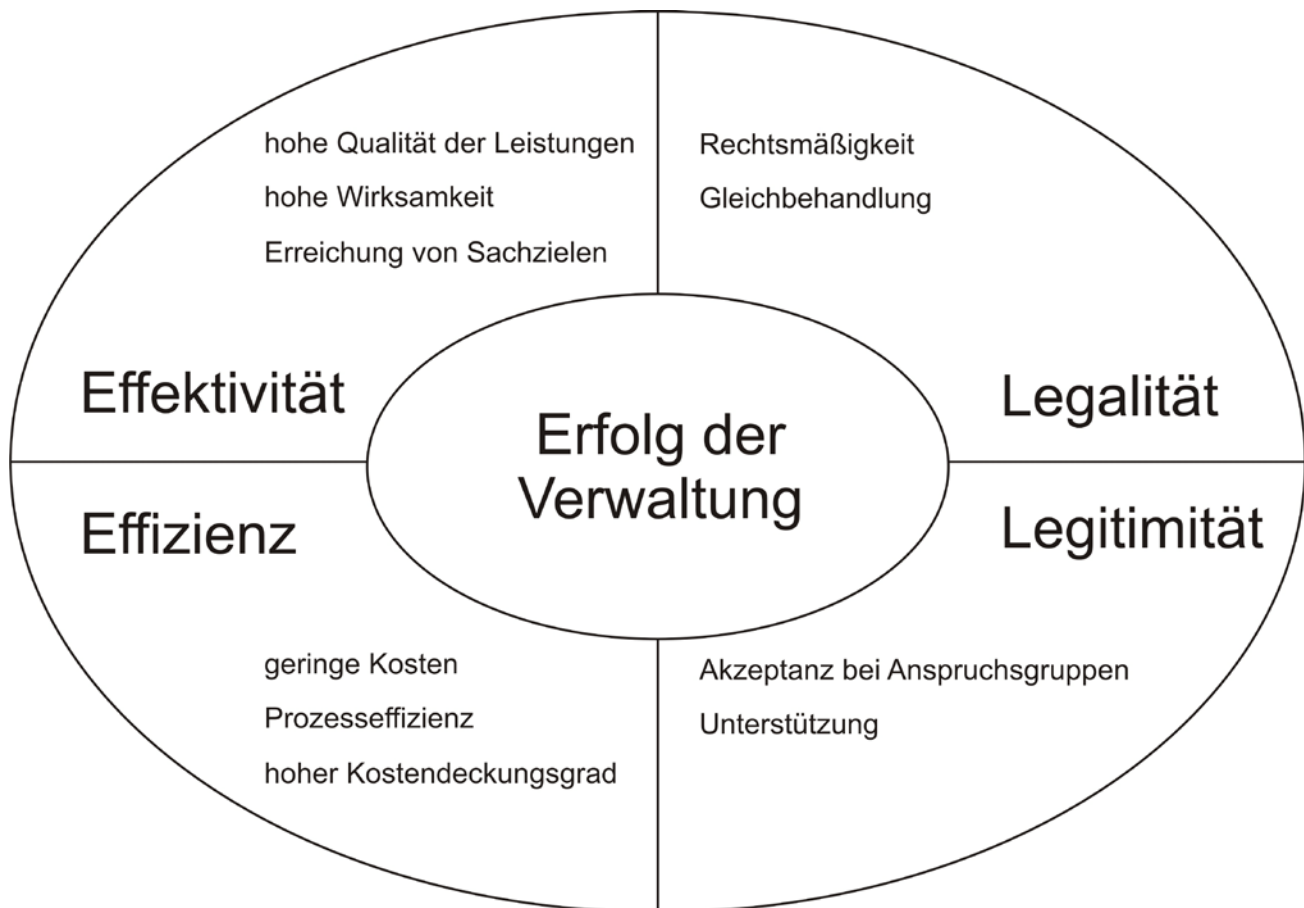 hohe Qualität der Leistungen
hohe Wirksamkeit
Erreichung von Sachzielen
Effektivität
Rechtsmäßigkeit
Gleichbehandlung
Legalität
Erfolg der
Verwaltung
Effizienz
geringe Kosten
Prozesseffizienz
hoher Kostendeckungsgrad
Legitimität
Akzeptanz bei Anspruchsgruppen
Unterstützung